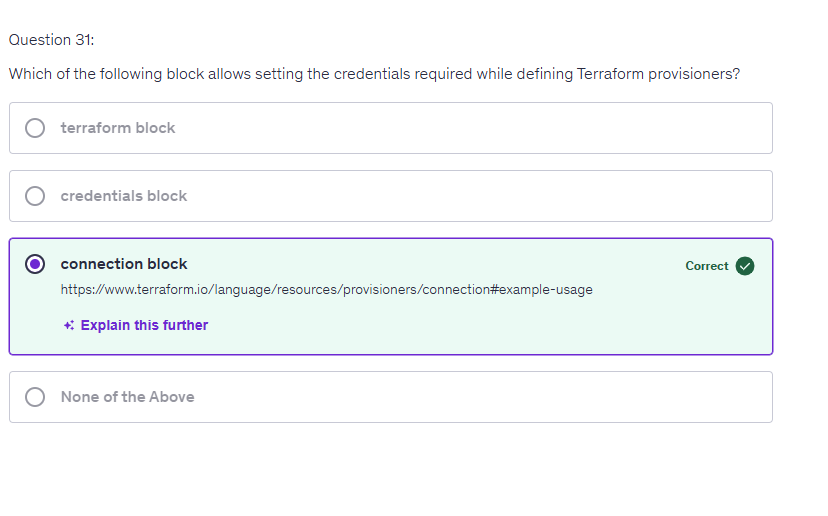 Question 31:
Which of the following block allows setting the credentials required while defining Terraform provisioners?
terraform block
credentials block
connection block
Correct
https://www.terraform.io/language/resources/provisioners/connection#example-usage
Explain this further
None of the Above